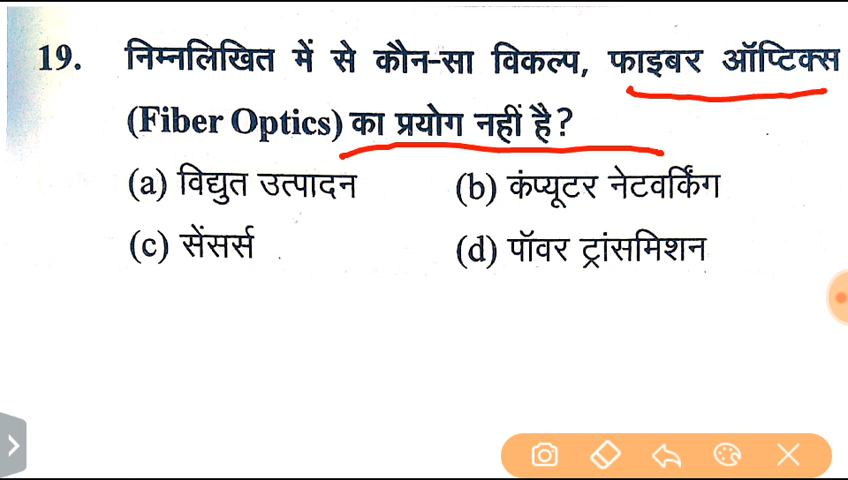 19. निम्नलिखित में से कौन-सा विकल्प, फाइबर ऑप्टिक्स
(Fiber Optics) का प्रयोग नहीं है?
(a) विद्युत उत्पादन (b) कंप्यूटर नेटवर्किंग
(c) सेंसर्स (d) पॉवर ट्रांसमिशन